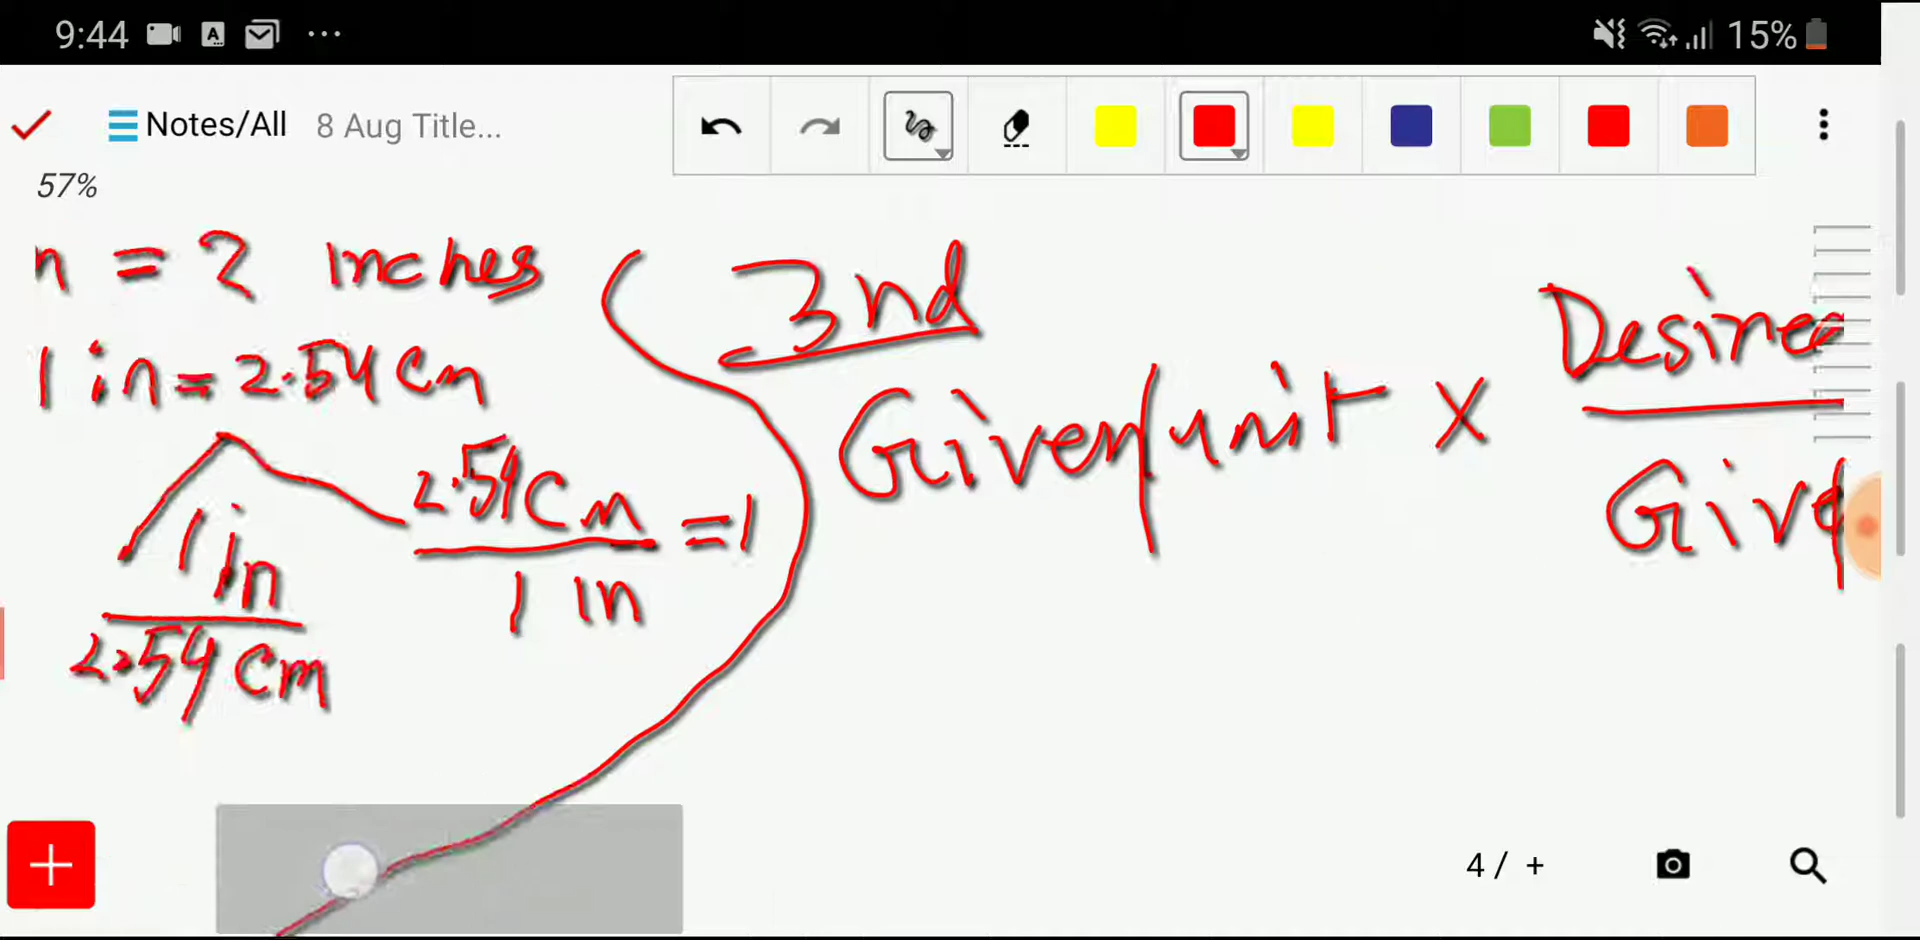 9:44
15%
Notes/All 8 Aug Title...
57%
n = 2 inches
1 in = 2.54 cm
1 in
2.54 cm
2.54 cm = 1
1 in
3nd
Given unit x Desired
Given
4 / +